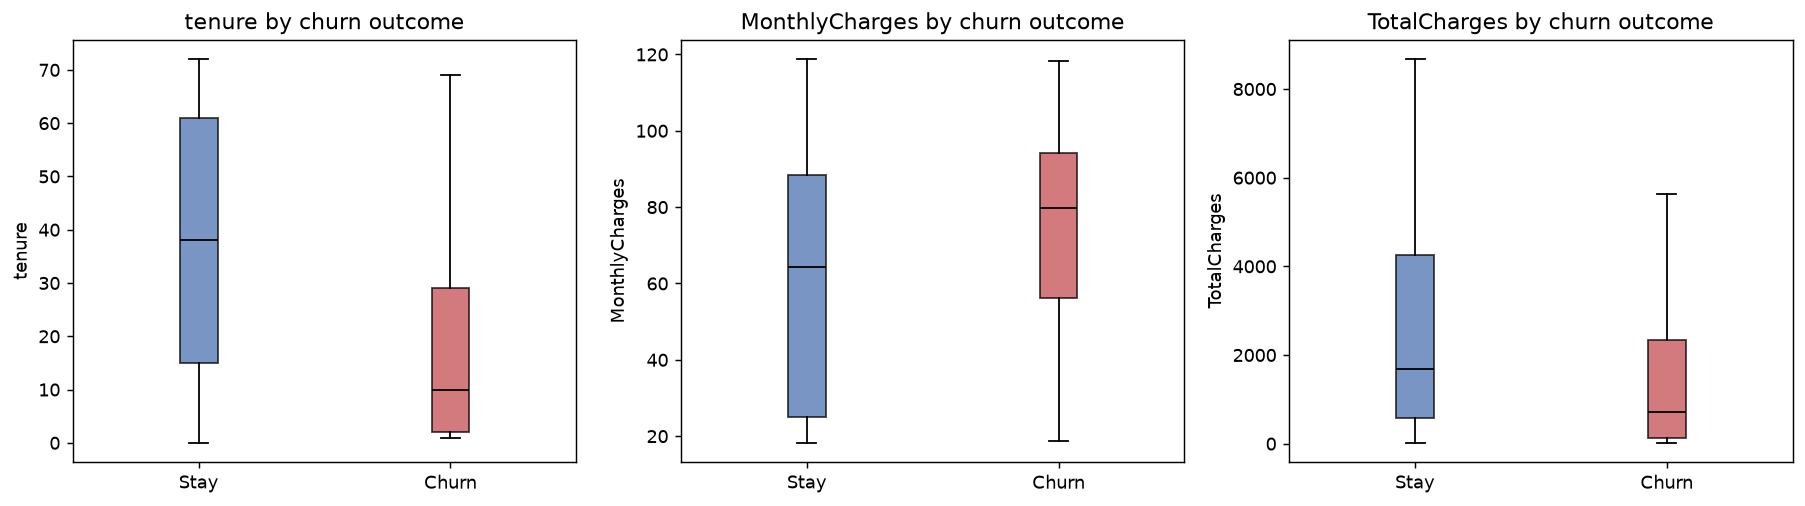 tenure by churn outcome
tenure
70
60
50
40
30
20
10
0
Stay
Churn
MonthlyCharges by churn outcome
MonthlyCharges
120
100
80
60
40
20
Stay
Churn
TotalCharges by churn outcome
TotalCharges
8000
6000
4000
2000
0
Stay
Churn